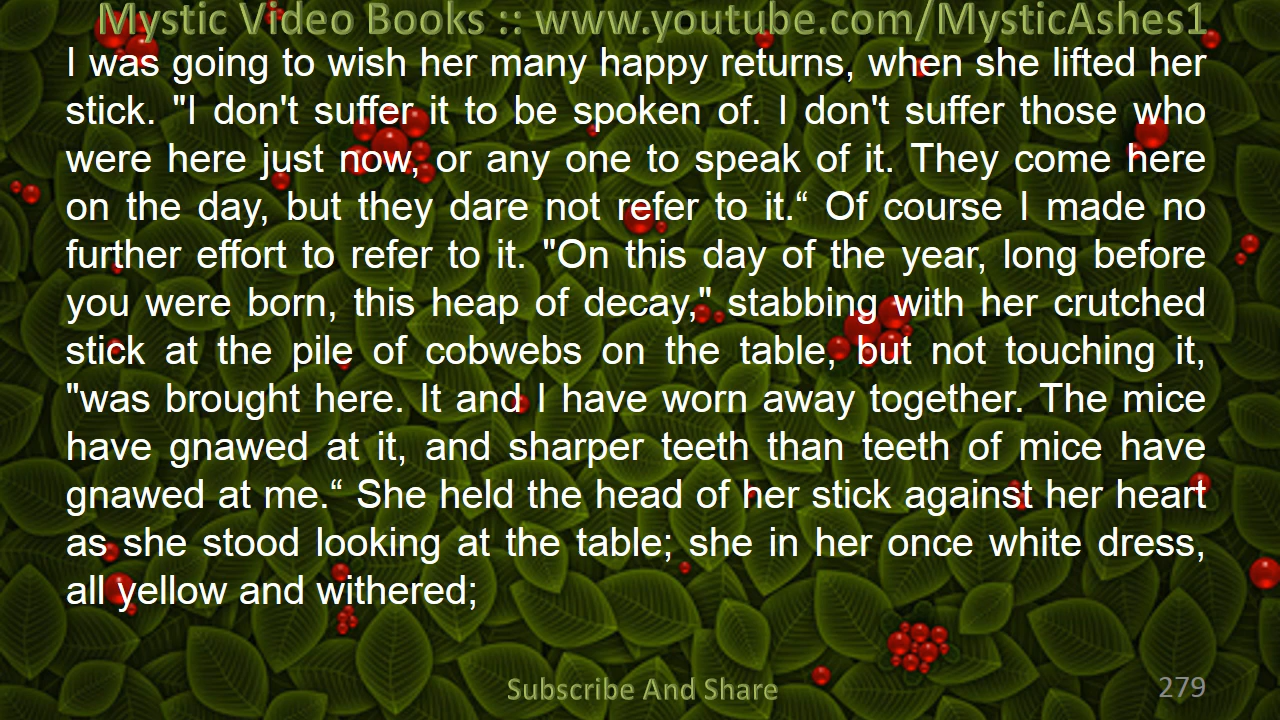 Mystic Video Books :: www.youtube.com/MysticAshes1
I was going to wish her many happy returns, when she lifted her
stick. "I don't suffer it to be spoken of. I don't suffer those who
were here just now, or any one to speak of it. They come here
on the day, but they dare not refer to it.“ Of course I made no
further effort to refer to it. "On this day of the year, long before
you were born, this heap of decay," stabbing with her crutched
stick at the pile of cobwebs on the table, but not touching it,
"was brought here. It and I have worn away together. The mice
have gnawed at it, and sharper teeth than teeth of mice have
gnawed at me.“ She held the head of her stick against her heart
as she stood looking at the table; she in her once white dress,
all yellow and withered;
Subscribe And Share
279